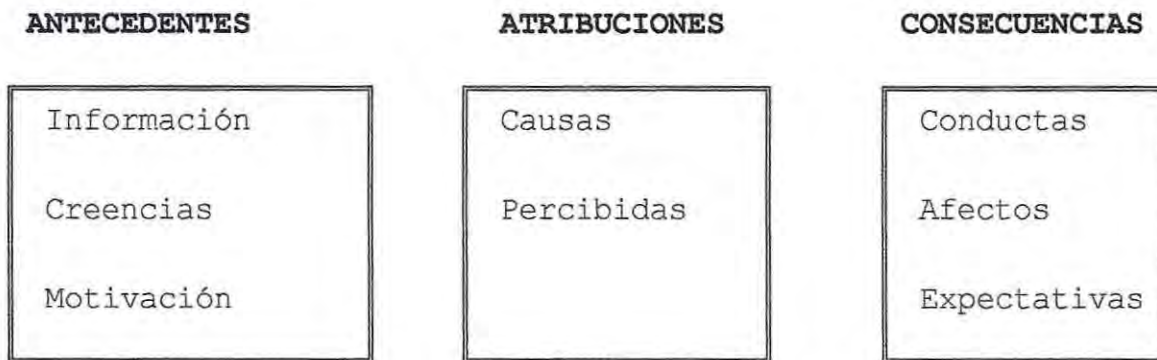 ANTECEDENTES ATRIBUCIONES CONSECUENCIAS
Información Causas Conductas
Creencias Percibidas Afectos
Motivación Expectativas